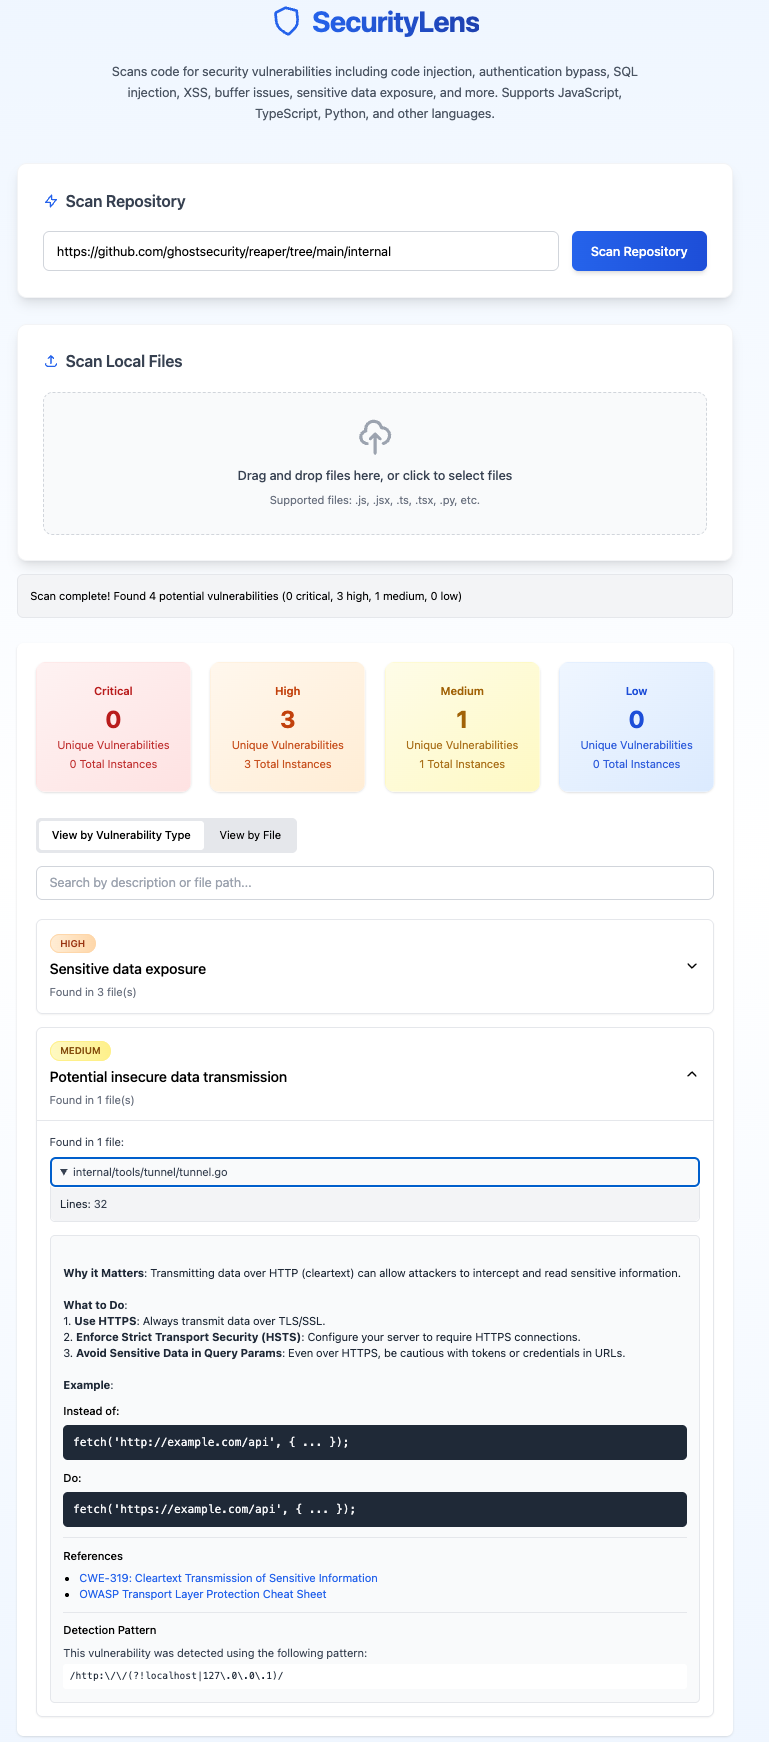 SecurityLens
Scans code for security vulnerabilities including code injection, authentication bypass, SQL
injection, XSS, buffer issues, sensitive data exposure, and more. Supports JavaScript,
TypeScript, Python, and other languages.
Scan Repository
https://github.com/ghostsecurity/reaper/tree/main/internal
Scan Repository
Scan Local Files
Drag and drop files here, or click to select files
Supported files: .js, .jsx, .ts, .tsx, .py, etc.
Scan complete! Found 4 potential vulnerabilities (0 critical, 3 high, 1 medium, 0 low)
Critical
0
Unique Vulnerabilities
0 Total Instances
High
3
Unique Vulnerabilities
3 Total Instances
Medium
1
Unique Vulnerabilities
1 Total Instances
Low
0
Unique Vulnerabilities
0 Total Instances
View by Vulnerability Type
View by File
Search by description or file path...
HIGH
Sensitive data exposure
Found in 3 file(s)
MEDIUM
Potential insecure data transmission
Found in 1 file(s)
Found in 1 file:
▼ internal/tools/tunnel/tunnel.go
Lines: 32
Why it Matters: Transmitting data over HTTP (cleartext) can allow attackers to intercept and read sensitive information.
What to Do:
1. Use HTTPS: Always transmit data over TLS/SSL.
2. Enforce Strict Transport Security (HSTS): Configure your server to require HTTPS connections.
3. Avoid Sensitive Data in Query Params: Even over HTTPS, be cautious with tokens or credentials in URLs.
Example:
Instead of:
fetch('http://example.com/api', { ... });
Do:
fetch('https://example.com/api', { ... });
References
• CWE-319: Cleartext Transmission of Sensitive Information
• OWASP Transport Layer Protection Cheat Sheet
Detection Pattern
This vulnerability was detected using the following pattern:
/http:\/\/(?!localhost|127\.0\.0\.1)/